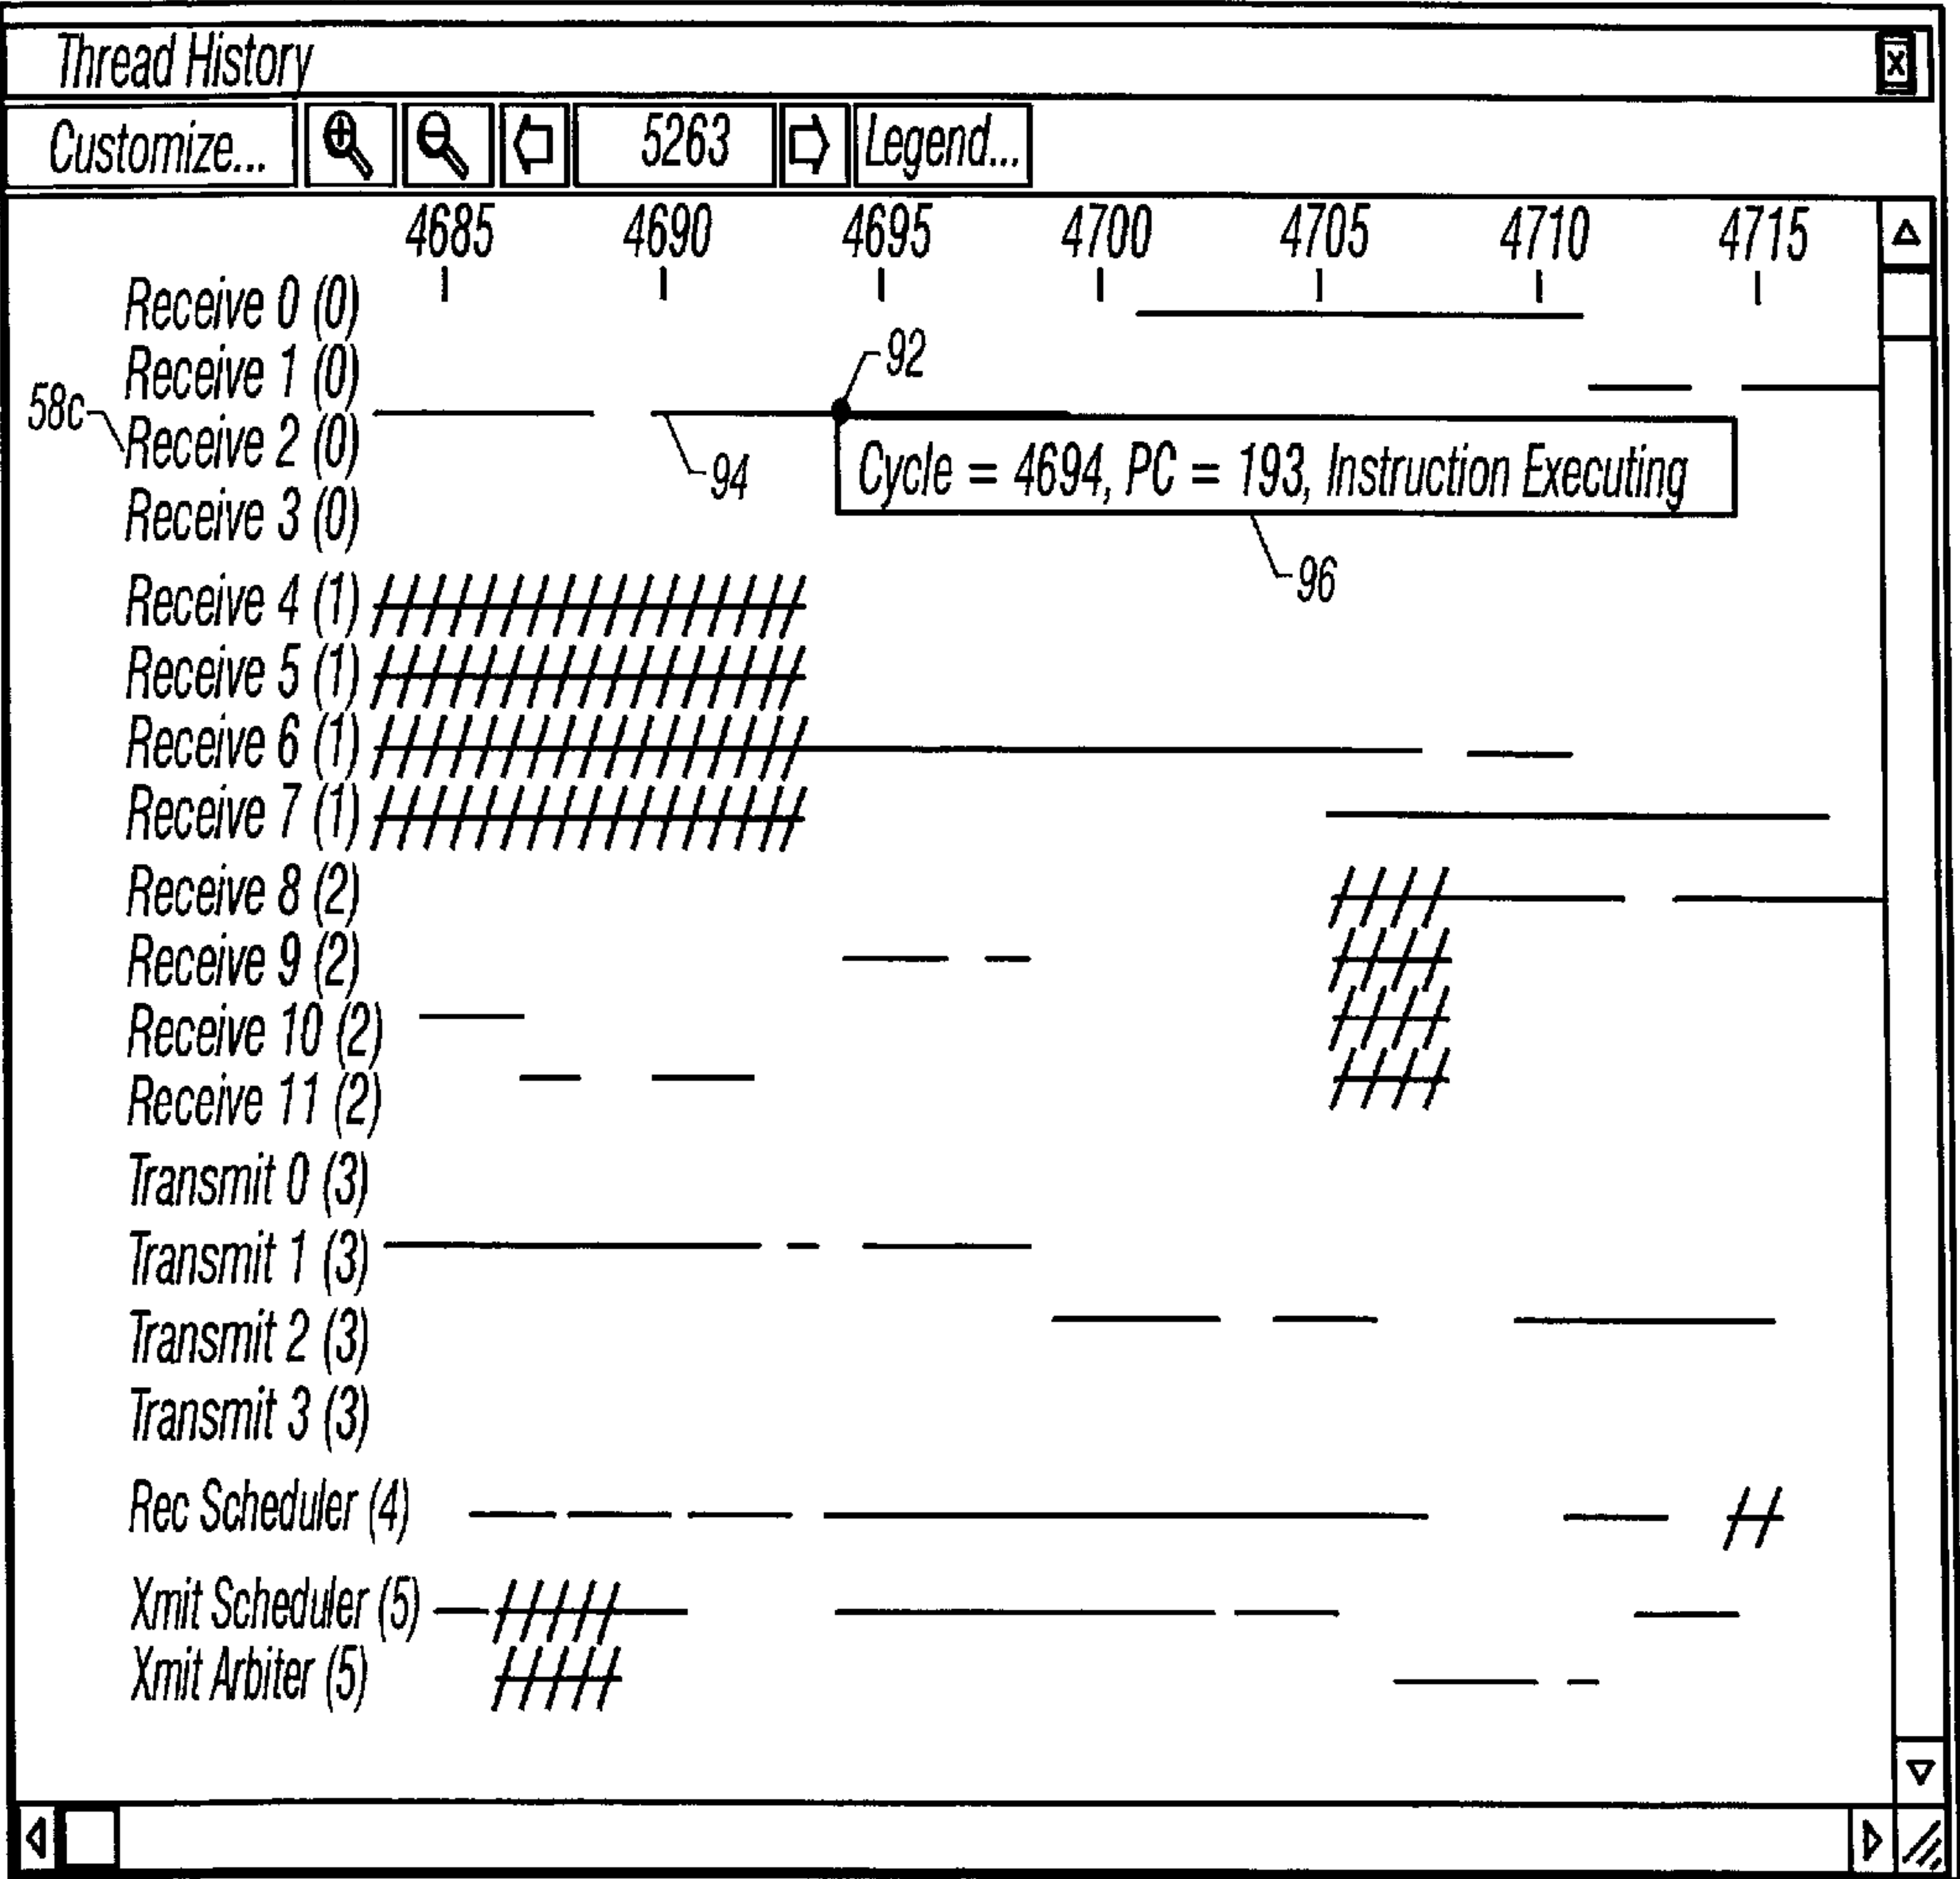 Thread History
X
Customize... 5263 Legend...
4685 4690 4695 4700 4705 4710 4715
Receive 0 (0)
92
Receive 1 (0)
58c
Receive 2 (0)
94
Cycle = 4694, PC = 193, Instruction Executing
Receive 3 (0)
96
Receive 4 (1)
Receive 5 (1)
Receive 6 (1)
Receive 7 (1)
Receive 8 (2)
Receive 9 (2)
Receive 10 (2)
Receive 11 (2)
Transmit 0 (3)
Transmit 1 (3)
Transmit 2 (3)
Transmit 3 (3)
Rec Scheduler (4)
Xmit Scheduler (5)
Xmit Arbiter (5)